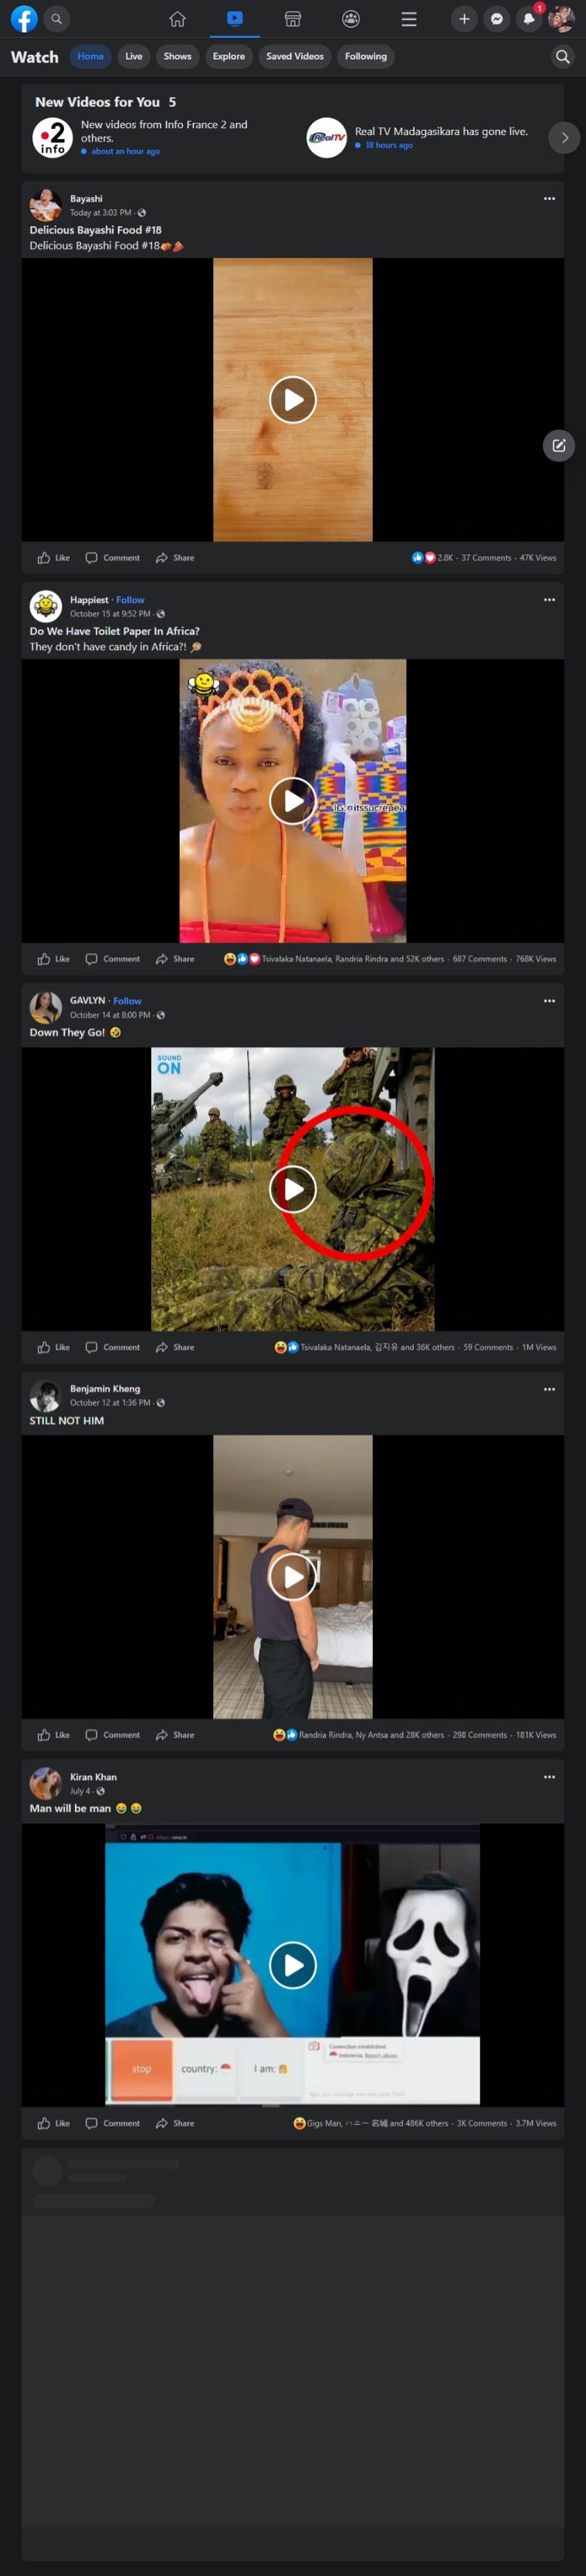 1
Watch
Home
Live
Shows
Explore
Saved Videos
Following
New Videos for You 5
2
info
New videos from Info France 2 and
others.
about an hour ago
RealTV
Real TV Madagasikara has gone live.
18 hours ago
Bayashi
Today at 3:03 PM ·
Delicious Bayashi Food #18
Delicious Bayashi Food #18
Like
Comment
Share
2.8K · 37 Comments · 47K Views
Happiest · Follow
October 15 at 9:52 PM ·
Do We Have Toilet Paper In Africa?
They don't have candy in Africa?! 🍭
Like
Comment
Share
Tsivalaka Natanaela, Randria Rindra and 52K others · 687 Comments · 768K Views
GAVLYN · Follow
October 14 at 8:00 PM ·
Down They Go! 🤣
SOUND
ON
Like
Comment
Share
Tsivalaka Natanaela, 김지유 and 36K others · 59 Comments · 1M Views
Benjamin Kheng
October 12 at 1:36 PM ·
STILL NOT HIM
Like
Comment
Share
Randria Rindra, Ny Antsa and 28K others · 298 Comments · 181K Views
Kiran Khan
July 4 ·
Man will be man 😂 😂
stop
country:
I am:
Connection established.
Indonesia. Report abuse.
Like
Comment
Share
Gigs Man, ハニー 名城 and 486K others · 3K Comments · 3.7M Views